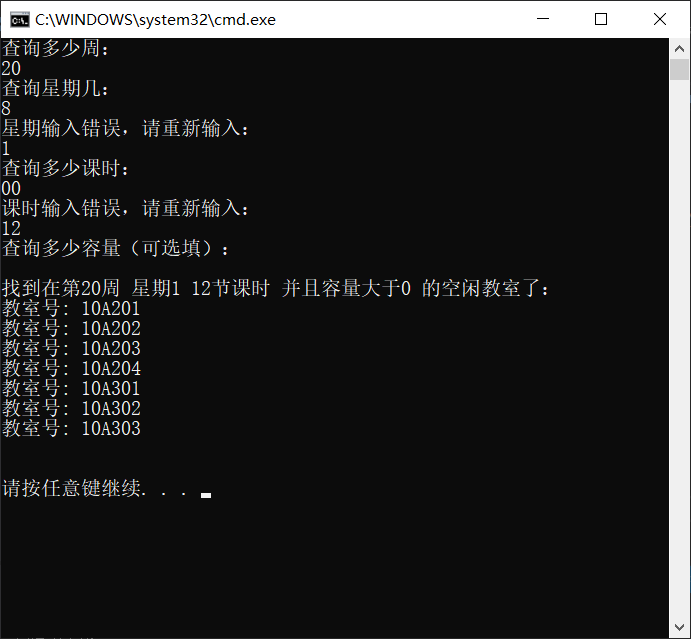 C:\WINDOWS\system32\cmd.exe
查询多少周:
20
查询星期几:
8
星期输入错误，请重新输入:
1
查询多少课时:
00
课时输入错误，请重新输入:
12
查询多少容量（可选填）:
找到在第20周 星期1 12节课时 并且容量大于0 的空闲教室了:
教室号: 10A201
教室号: 10A202
教室号: 10A203
教室号: 10A204
教室号: 10A301
教室号: 10A302
教室号: 10A303
请按任意键继续. . .